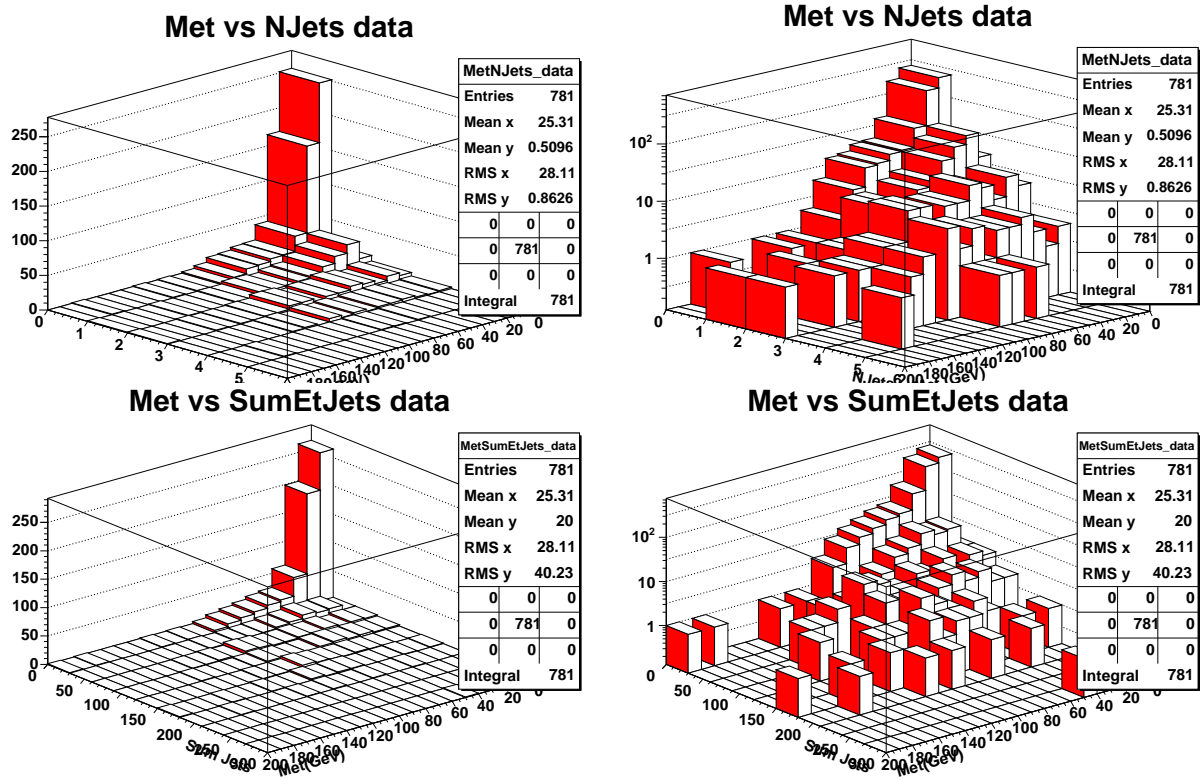 Met vs NJets data
MetNJets_data
Entries 781
Mean x 25.31
Mean y 0.5096
RMS x 28.11
RMS y 0.8626
0 0 0
0 781 0
0 0 0
Integral 781
250
200
150
100
50
0
0 1 2 3 4 5
140 120 100 80 60 40 20 0
Met vs NJets data
MetNJets_data
Entries 781
Mean x 25.31
Mean y 0.5096
RMS x 28.11
RMS y 0.8626
0 0 0
0 781 0
0 0 0
Integral 781
10²
10
1
0 1 2 3 4 5
200 180 160 140 120 100 80 60 40 20 0
(GeV)
Met vs SumEtJets data
MetSumEtJets_data
Entries 781
Mean x 25.31
Mean y 20
RMS x 28.11
RMS y 40.23
0 0 0
0 781 0
0 0 0
Integral 781
250
200
150
100
50
0
50 100 150 200
Jets
200 180 160 140 120 100 80 60 40 20 0
Met(GeV)
Met vs SumEtJets data
MetSumEtJets_data
Entries 781
Mean x 25.31
Mean y 20
RMS x 28.11
RMS y 40.23
0 0 0
0 781 0
0 0 0
Integral 781
10²
10
1
0 50 100 150 200
Jets
200 180 160 140 120 100 80 60 40 20 0
Met(GeV)